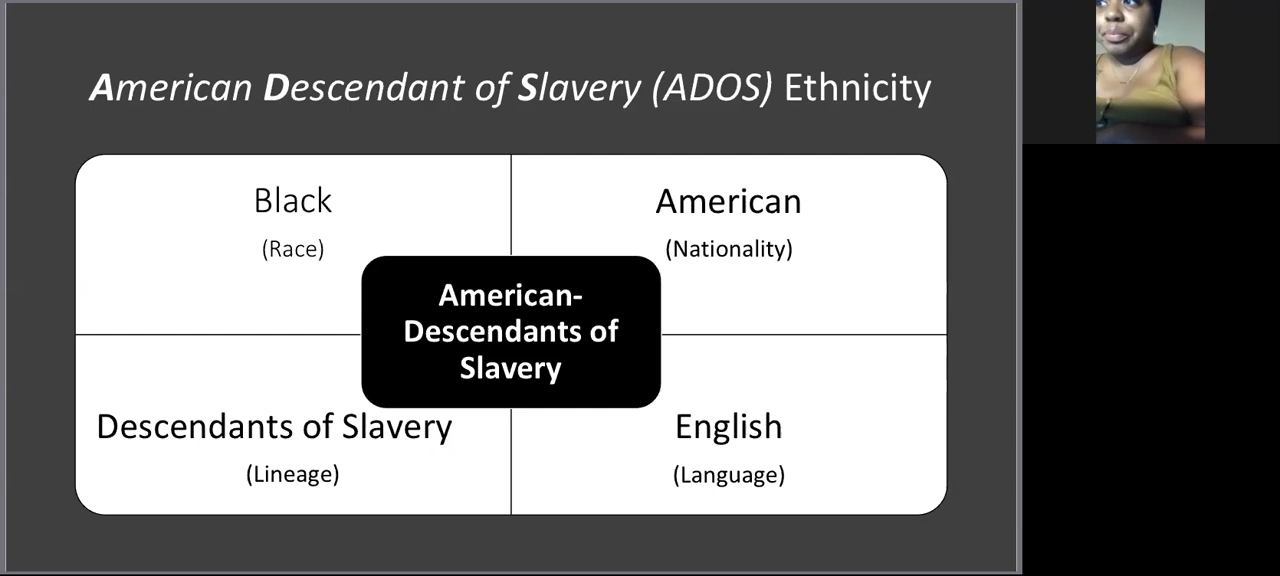 American Descendant of Slavery (ADOS) Ethnicity
Black
(Race)
American
(Nationality)
American-
Descendants of
Slavery
Descendants of Slavery
(Lineage)
English
(Language)